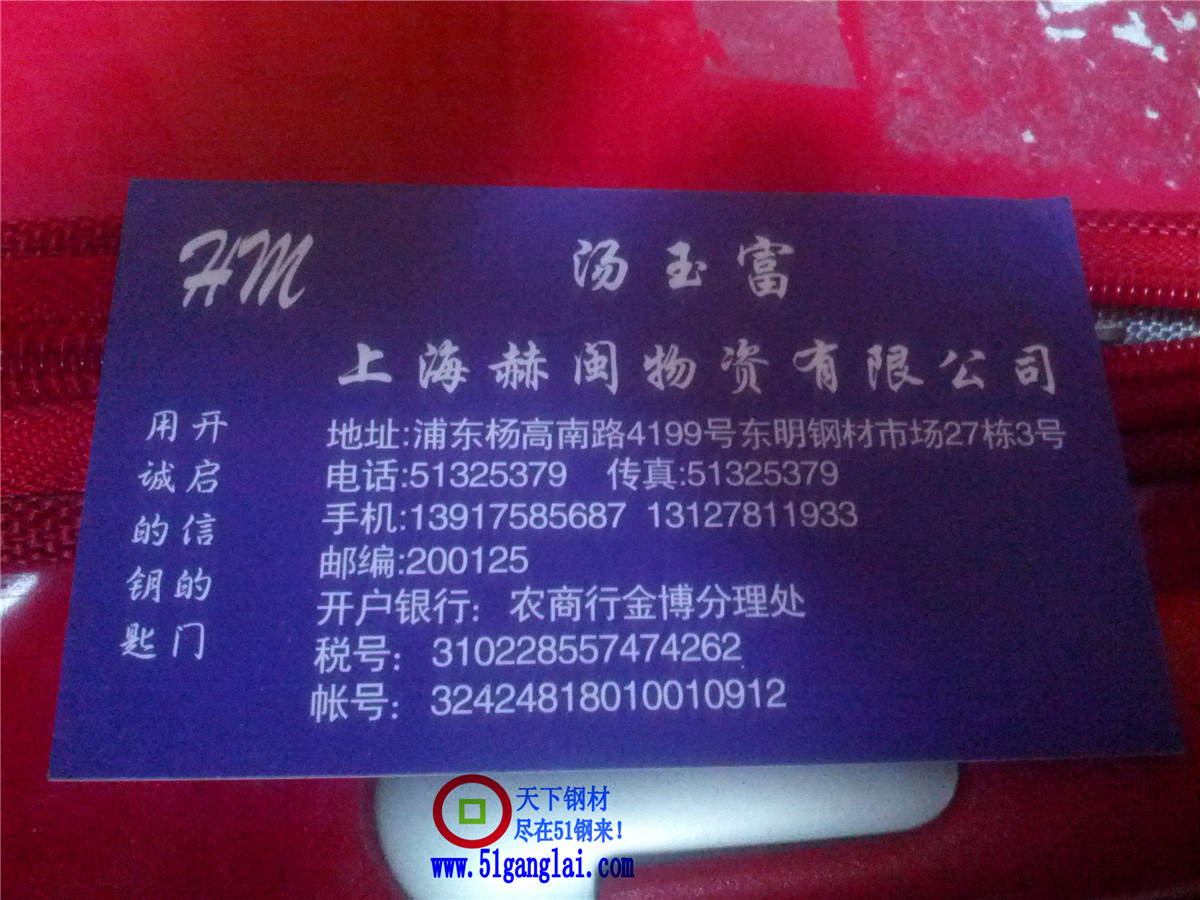 HM
汤玉富
上海赫闽物资有限公司
地址:浦东杨高南路4199号东明钢材市场27栋3号
电话:51325379 传真:51325379
手机:13917585687 13127811933
邮编:200125
开户银行：农商行金博分理处
税号：310228557474262
帐号：32424818010010912
用诚的钥匙
开启信的门
天下钢材
尽在51钢来！
www.51ganglai.com